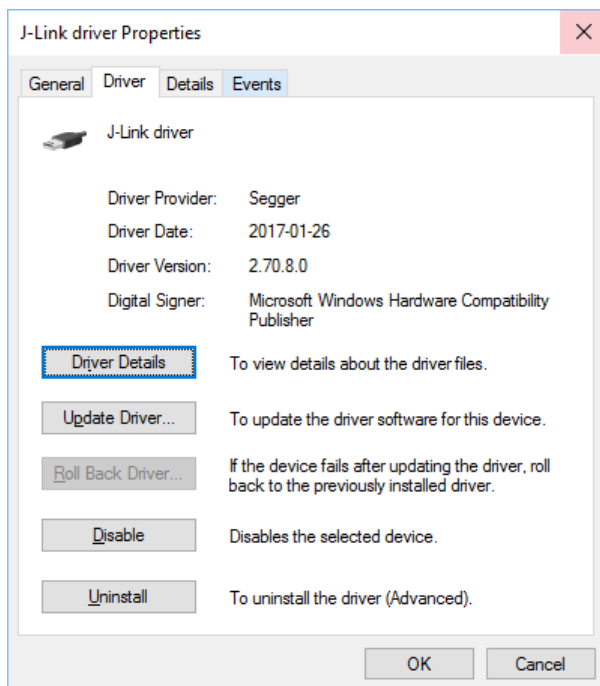 J-Link driver Properties
General Driver Details Events
J-Link driver
Driver Provider: Segger
Driver Date: 2017-01-26
Driver Version: 2.70.8.0
Digital Signer: Microsoft Windows Hardware Compatibility
Publisher
Driver Details To view details about the driver files.
Update Driver... To update the driver software for this device.
Roll Back Driver... If the device fails after updating the driver, roll
back to the previously installed driver.
Disable Disables the selected device.
Uninstall To uninstall the driver (Advanced).
OK Cancel